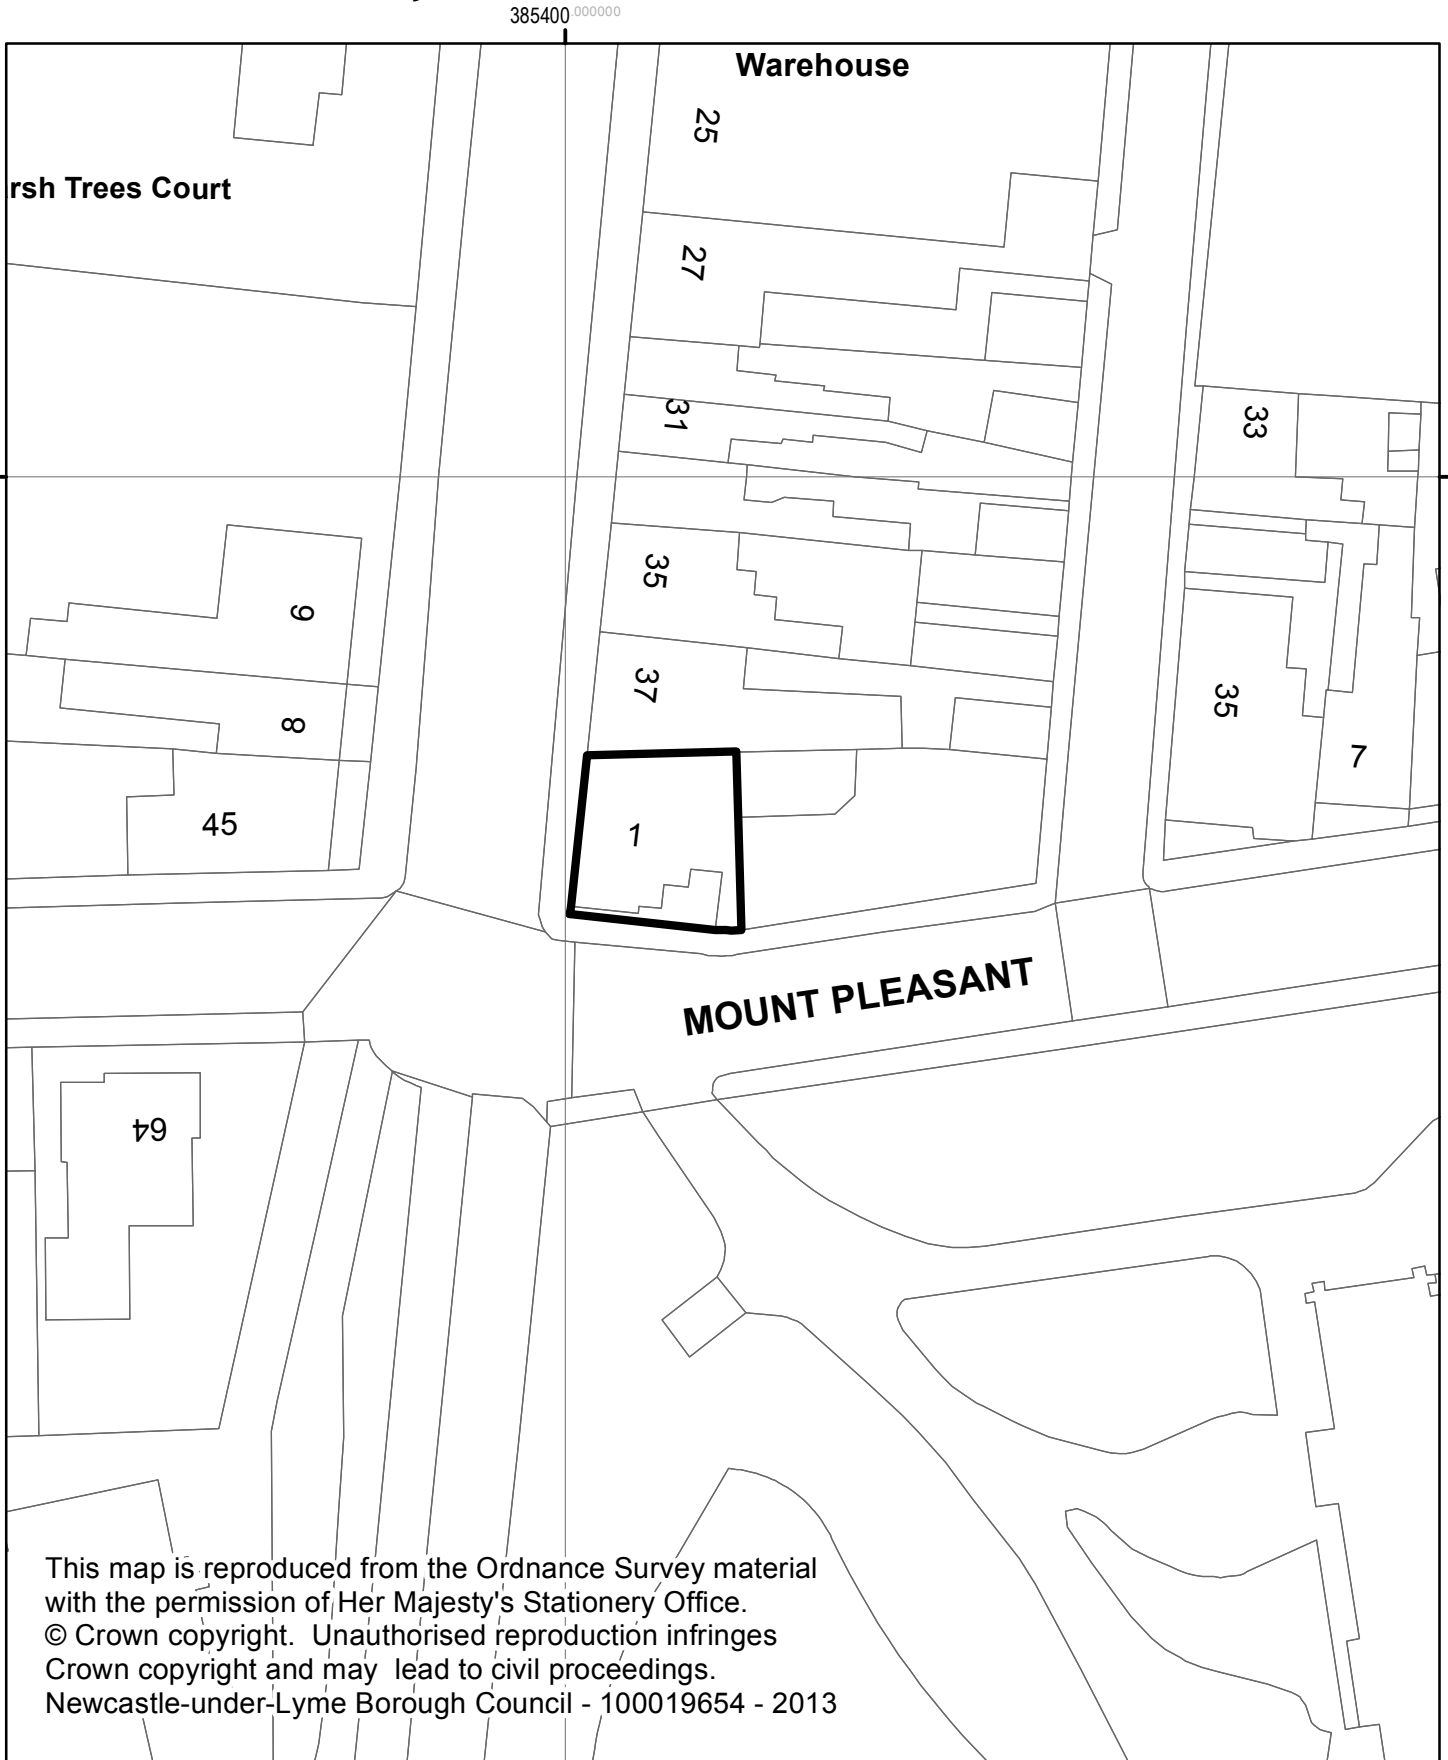 385400.000000
Warehouse
25
rsh Trees Court
27
31
33
35
9
37
35
8
7
45
1
MOUNT PLEASANT
64
This map is reproduced from the Ordnance Survey material
with the permission of Her Majesty's Stationery Office.
© Crown copyright. Unauthorised reproduction infringes
Crown copyright and may lead to civil proceedings.
Newcastle-under-Lyme Borough Council - 100019654 - 2013